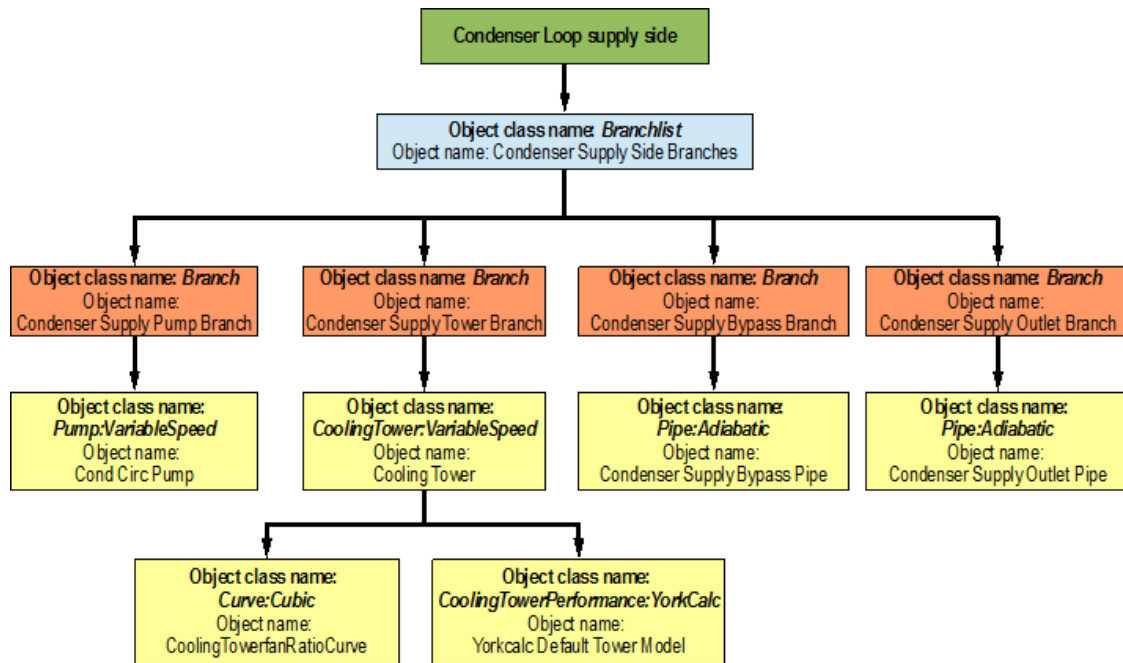 Condenser Loop supply side
Object class name: Branchlist
Object name: Condenser Supply Side Branches
Object class name: Branch
Object name:
Condenser Supply Pump Branch
Object class name: Branch
Object name:
Condenser Supply Tower Branch
Object class name: Branch
Object name:
Condenser Supply Bypass Branch
Object class name: Branch
Object name:
Condenser Supply Outlet Branch
Object class name:
Pump:VariableSpeed
Object name:
Cond Circ Pump
Object class name:
CoolingTower:VariableSpeed
Object name:
Cooling Tower
Object class name:
Pipe:Adiabatic
Object name:
Condenser Supply Bypass Pipe
Object class name:
Pipe:Adiabatic
Object name:
Condenser Supply Outlet Pipe
Object class name:
Curve:Cubic
Object name:
CoolingTowerfanRatioCurve
Object class name:
CoolingTowerPerformance:YorkCalc
Object name:
Yorkcalc Default Tower Model